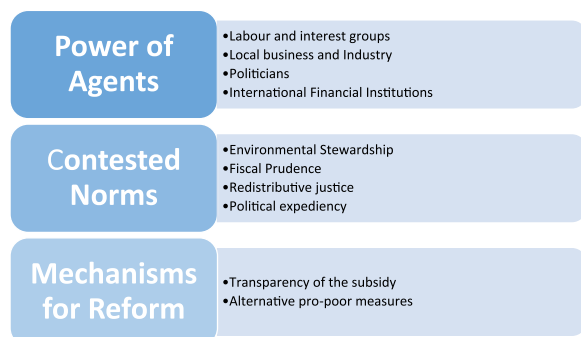 Power of
Agents
•Labour and interest groups
•Local business and Industry
•Politicians
•International Financial Institutions
Contested
Norms
•Environmental Stewardship
•Fiscal Prudence
•Redistributive justice
•Political expediency
Mechanisms
for Reform
•Transparency of the subsidy
•Alternative pro-poor measures